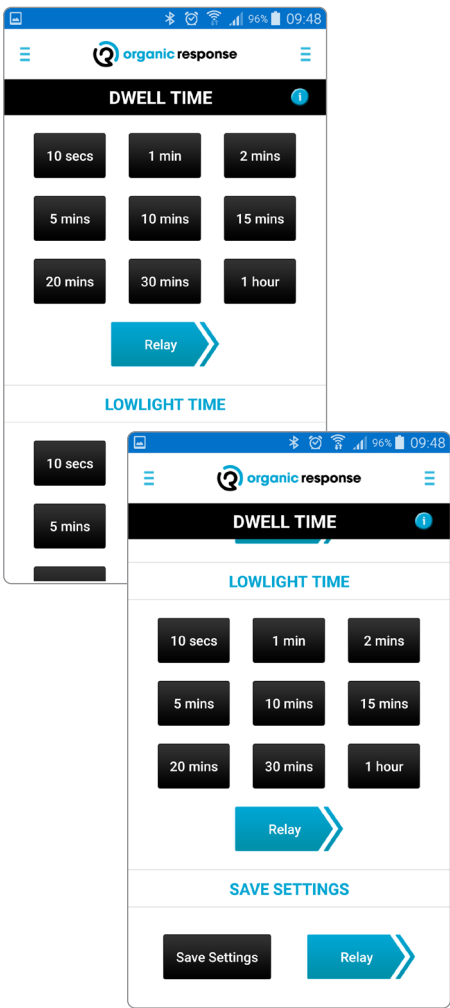 96% 09:48
organic response
DWELL TIME i
10 secs 1 min 2 mins
5 mins 10 mins 15 mins
20 mins 30 mins 1 hour
Relay
LOWLIGHT TIME
10 secs
5 mins
96% 09:48
organic response
DWELL TIME i
LOWLIGHT TIME
10 secs 1 min 2 mins
5 mins 10 mins 15 mins
20 mins 30 mins 1 hour
Relay
SAVE SETTINGS
Save Settings Relay